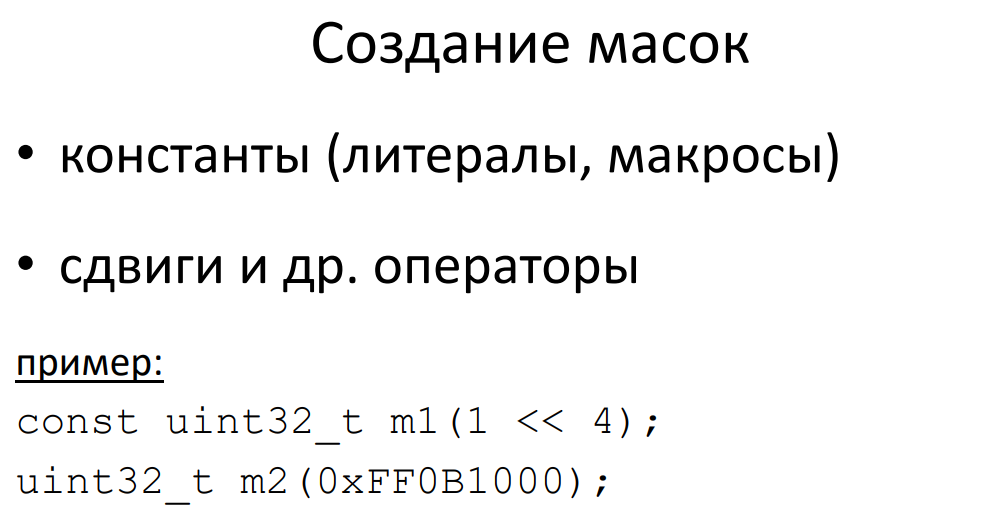 Создание масок
• константы (литералы, макросы)
• сдвиги и др. операторы
пример:
const uint32_t m1(1 << 4);
uint32_t m2(0xFF0B1000);